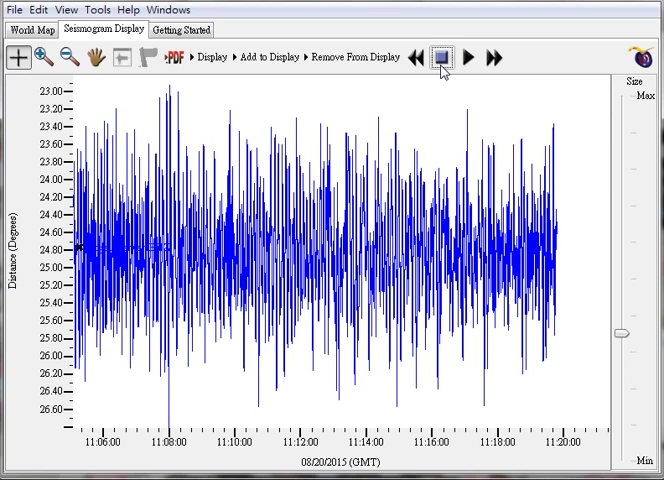 File Edit View Tools Help Windows
World Map Seismogram Display Getting Started
PDF Display Add to Display Remove From Display
Size
Max
23.00
23.20
23.40
23.60
23.80
24.00
24.20
24.40
24.60
24.80
25.00
25.20
25.40
25.60
25.80
26.00
26.20
26.40
26.60
Distance (Degrees)
Min
11:06:00 11:08:00 11:10:00 11:12:00 11:14:00 11:16:00 11:18:00 11:20:00
08/20/2015 (GMT)